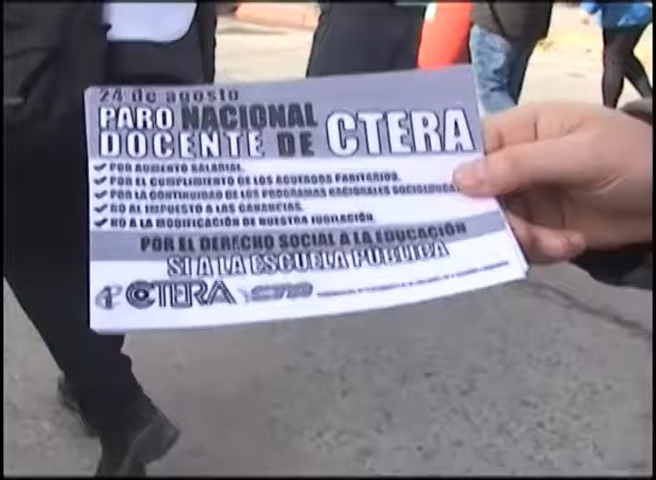 24 de agosto
PARO NACIONAL
DOCENTE DE CTERA
POR AUMENTO SALARIAL.
POR EL CUMPLIMIENTO DE LOS ACUERDOS PARITARIOS.
POR LA CONTINUIDAD DE LOS PROGRAMAS NACIONALES SOCIOEDUCA
NO AL IMPUESTO A LAS GANANCIAS.
NO A LA MODIFICACIÓN DE NUESTRA JUBILACIÓN
POR EL DERECHO SOCIAL A LA EDUCACIÓN
SI A LA ESCUELA PÚBLICA
CTERA